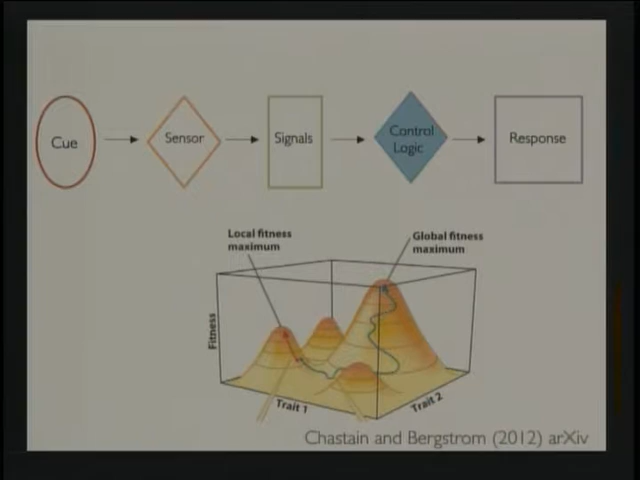 Cue
Sensor
Signals
Control
Logic
Response
Local fitness
maximum
Global fitness
maximum
Fitness
Trait 1
Trait 2
Chastain and Bergstrom (2012) arXiv